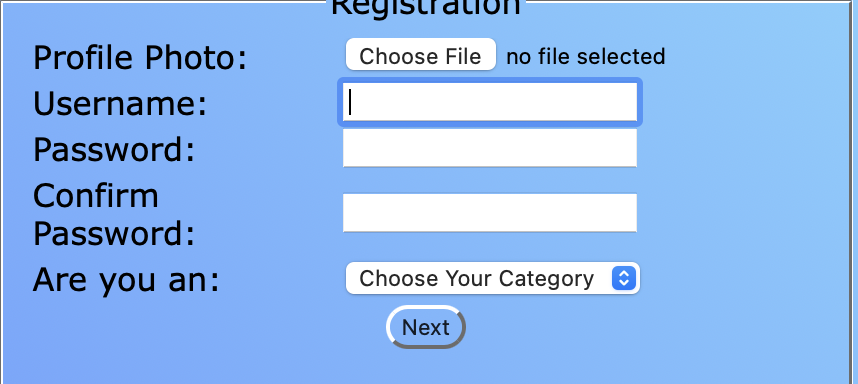 Registration
Profile Photo: Choose File no file selected
Username:
Password:
Confirm
Password:
Are you an: Choose Your Category
Next